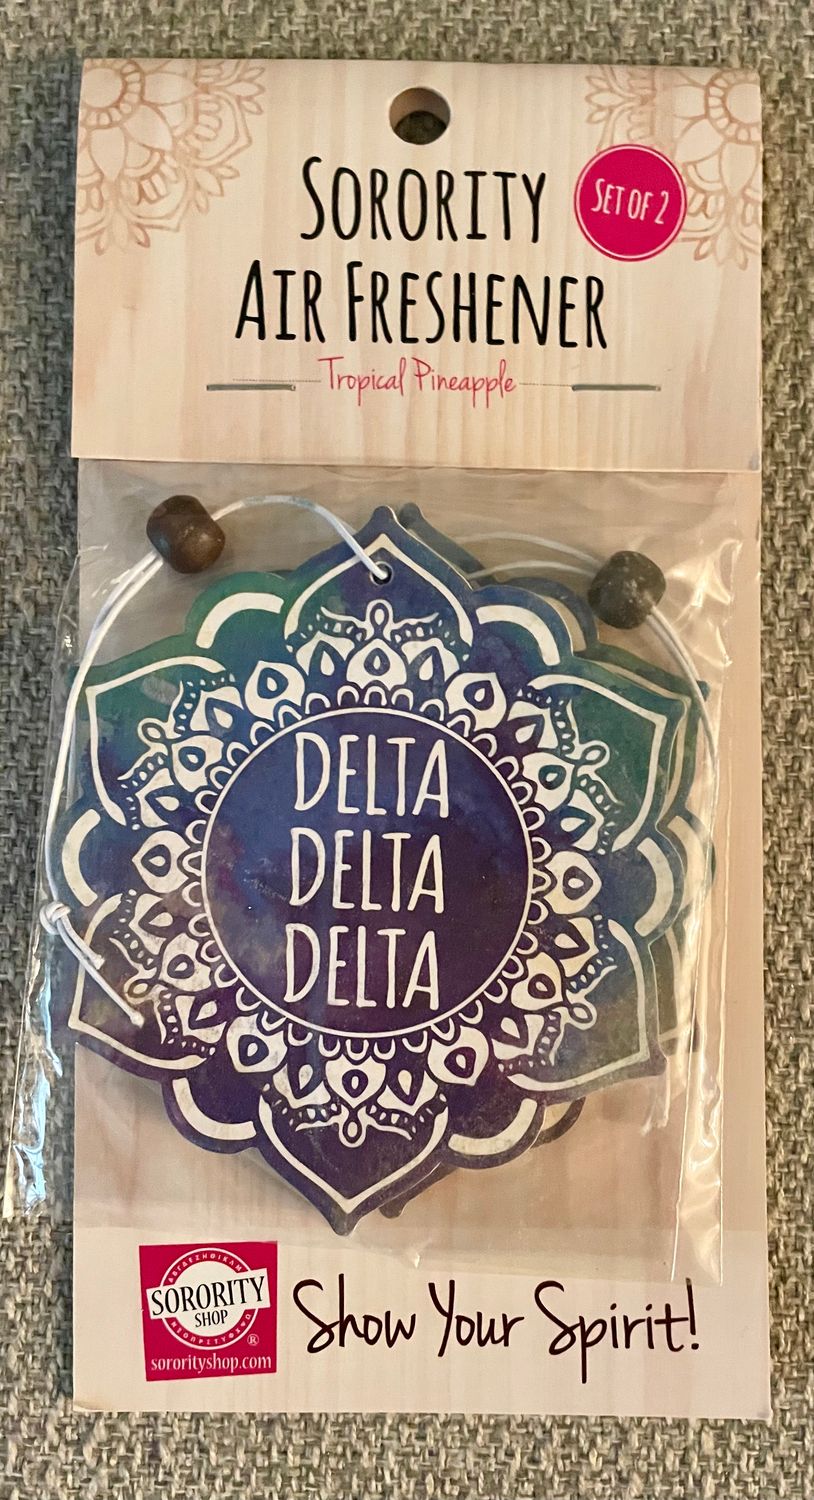 SORORITY
AIR FRESHENER
SET OF 2
Tropical Pineapple
DELTA
DELTA
DELTA
SORORITY
SHOP
®
sororityshop.com
Show Your Spirit!